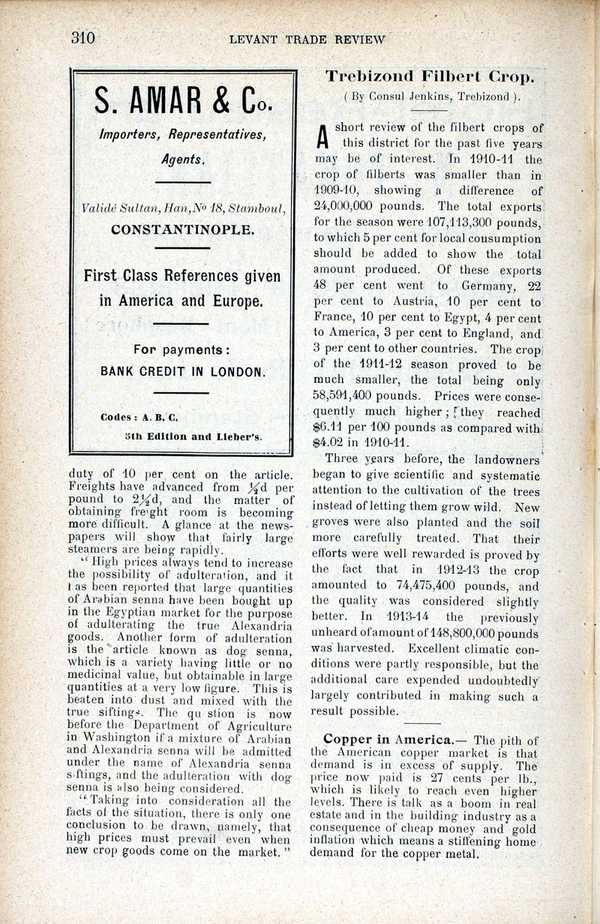 310
LEVANT TRADE REVIEW
S. AMAR & Co.
Importers, Representatives,
Agents.
Validé Sultan, Han, No 18, Stamboul,
CONSTANTINOPLE.
First Class References given
in America and Europe.
For payments:
BANK CREDIT IN LONDON.
Codes: A. B. C.
5th Edition and Lieber's.
duty of 10 per cent on the article.
Freights have advanced from ½d per
pound to 2½d, and the matter of
obtaining freight room is becoming
more difficult. A glance at the news-
papers will show that fairly large
steamers are being rapidly.
"High prices always tend to increase
the possibility of adulteration, and it
has been reported that large quantities
of Arabian senna have been bought up
in the Egyptian market for the purpose
of adulterating the true Alexandria
goods. Another form of adulteration
is the article known as dog senna,
which is a variety having little or no
medicinal value, but obtainable in large
quantities at a very low figure. This is
beaten into dust and mixed with the
true siftings. The qu stion is now
before the Department of Agriculture
in Washington if a mixture of Arabian
and Alexandria senna will be admitted
under the name of Alexandria senna
s ftings, and the adulteration with dog
senna is also being considered.
"Taking into consideration all the
facts of the situation, there is only one
conclusion to be drawn, namely, that
high prices must prevail even when
new crop goods come on the market."
Trebizond Filbert Crop.
( By Consul Jenkins, Trebizond ).
A short review of the filbert crops of
this district for the past five years
may be of interest. In 1910-11 the
crop of filberts was smaller than in
1909-10, showing a difference of
24,000,000 pounds. The total exports
for the season were 107,113,300 pounds,
to which 5 per cent for local consumption
should be added to show the total
amount produced. Of these exports
48 per cent went to Germany, 22
per cent to Austria, 10 per cent to
France, 10 per cent to Egypt, 4 per cent
to America, 3 per cent to England, and
3 per cent to other countries. The crop
of the 1911-12 season proved to be
much smaller, the total being only
58,591,400 pounds. Prices were conse-
quently much higher; they reached
$6.11 per 100 pounds as compared with
$4.02 in 1910-11.
Three years before, the landowners
began to give scientific and systematic
attention to the cultivation of the trees
instead of letting them grow wild. New
groves were also planted and the soil
more carefully treated. That their
efforts were well rewarded is proved by
the fact that in 1912-13 the crop
amounted to 74,475,400 pounds, and
the quality was considered slightly
better. In 1913-14 the previously
unheard of amount of 148,800,000 pounds
was harvested. Excellent climatic con-
ditions were partly responsible, but the
additional care expended undoubtedly
largely contributed in making such a
result possible.
Copper in America.— The pith of
the American copper market is that
demand is in excess of supply. The
price now paid is 27 cents per lb.,
which is likely to reach even higher
levels. There is talk as a boom in real
estate and in the building industry as a
consequence of cheap money and gold
inflation which means a stiffening home
demand for the copper metal.